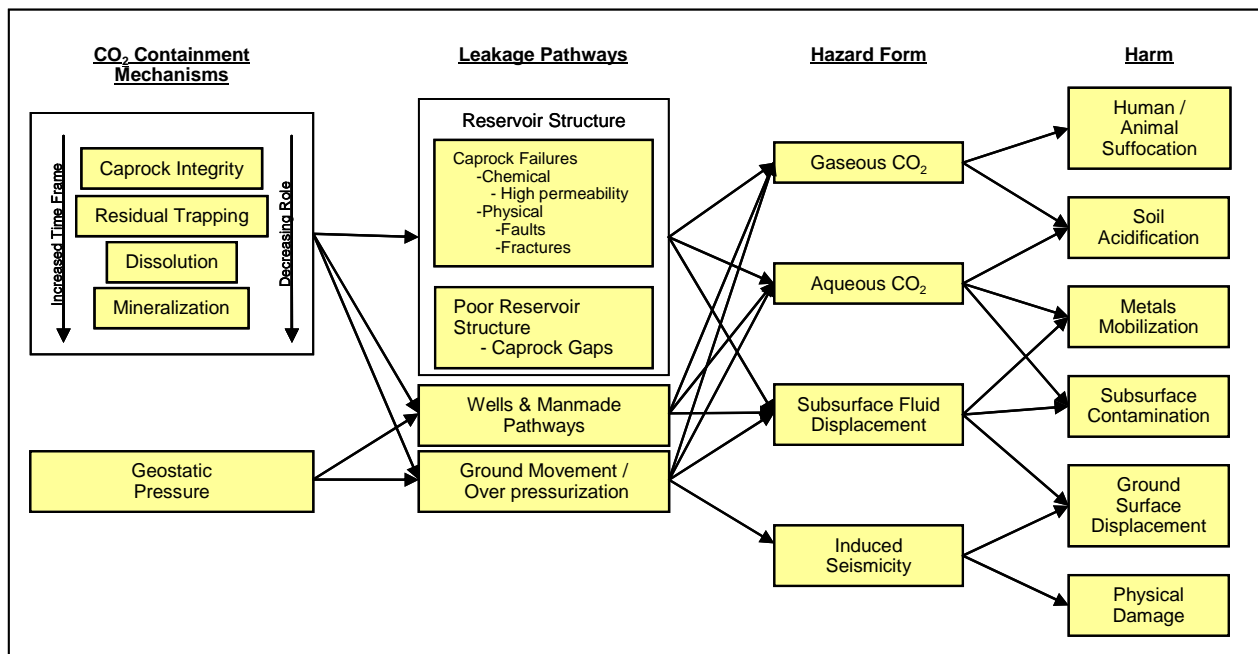 CO₂ Containment
Mechanisms
Increased Time Frame
Caprock Integrity
Residual Trapping
Dissolution
Mineralization
Decreasing Role
Geostatic
Pressure
Leakage Pathways
Reservoir Structure
Caprock Failures
-Chemical
- High permeability
-Physical
-Faults
-Fractures
Poor Reservoir
Structure
- Caprock Gaps
Wells & Manmade
Pathways
Ground Movement /
Over pressurization
Hazard Form
Gaseous CO₂
Aqueous CO₂
Subsurface Fluid
Displacement
Induced
Seismicity
Harm
Human /
Animal
Suffocation
Soil
Acidification
Metals
Mobilization
Subsurface
Contamination
Ground
Surface
Displacement
Physical
Damage